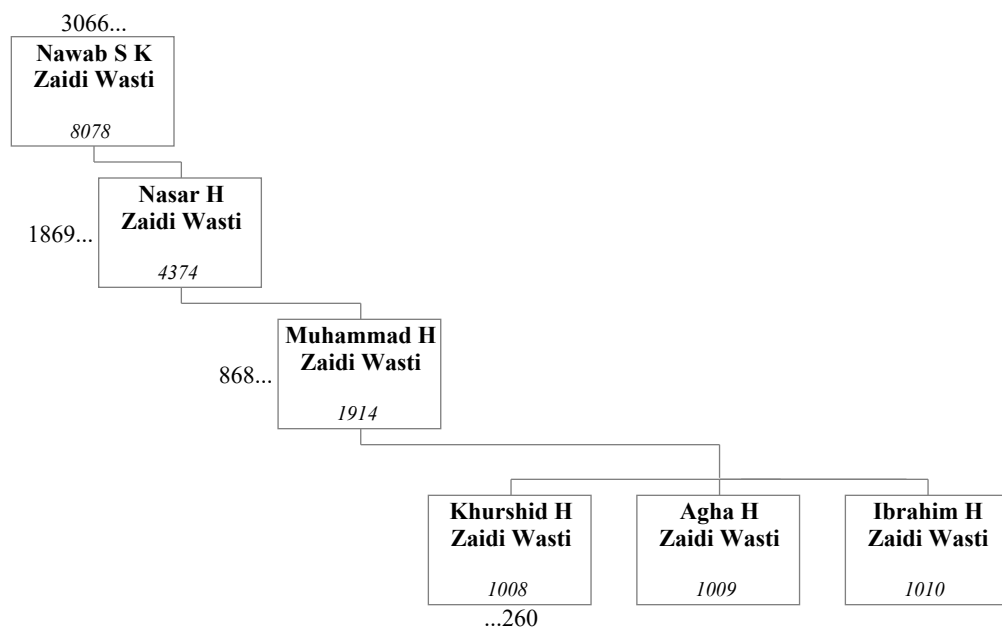 3066...
Nawab S K
Zaidi Wasti
8078
Nasar H
Zaidi Wasti
1869...
4374
Muhammad H
Zaidi Wasti
868...
1914
Khurshid H
Zaidi Wasti
1008
...260
Agha H
Zaidi Wasti
1009
Ibrahim H
Zaidi Wasti
1010